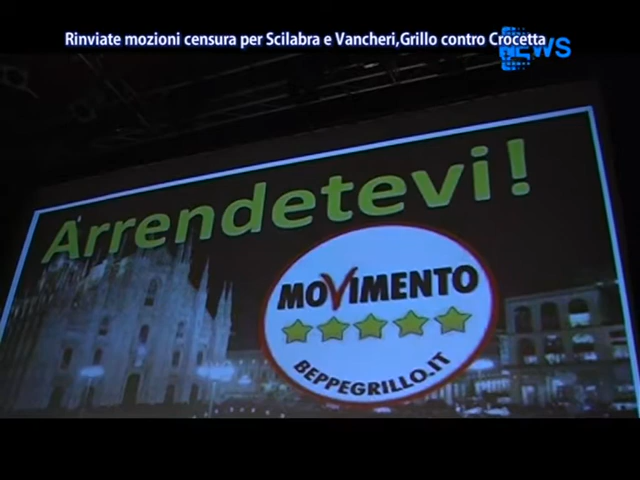 Rinviate mozioni censura per Scilabra e Vancheri,Grillo contro Crocetta
NEWS
Arrendetevi!
MOVIMENTO
BEPPEGRILLO.IT